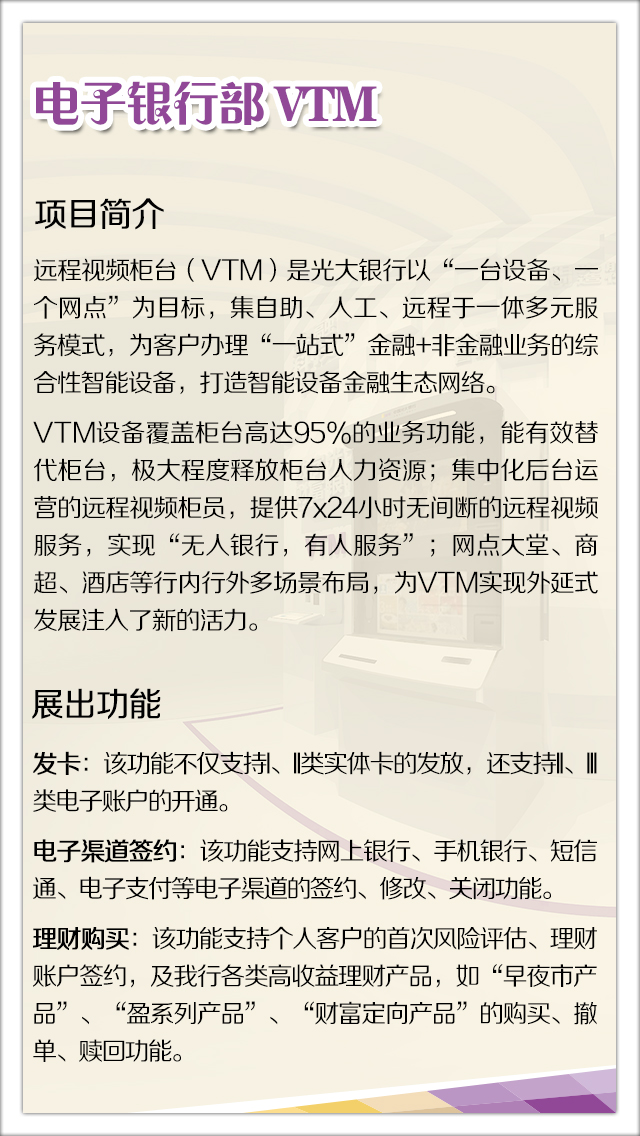 电子银行部 VTM
项目简介
远程视频柜台（VTM）是光大银行以“一台设备、一
个网点”为目标，集自助、人工、远程于一体多元服
务模式，为客户办理“一站式”金融+非金融业务的综
合性智能设备，打造智能设备金融生态网络。
VTM设备覆盖柜台高达95%的业务功能，能有效替
代柜台，极大程度释放柜台人力资源；集中化后台运
营的远程视频柜员，提供7x24小时无间断的远程视频
服务，实现“无人银行，有人服务”；网点大堂、商
超、酒店等行内行外多场景布局，为VTM实现外延式
发展注入了新的活力。
展出功能
发卡：该功能不仅支持Ⅰ、Ⅱ类实体卡的发放，还支持Ⅱ、Ⅲ
类电子账户的开通。
电子渠道签约：该功能支持网上银行、手机银行、短信
通、电子支付等电子渠道的签约、修改、关闭功能。
理财购买：该功能支持个人客户的首次风险评估、理财
账户签约，及我行各类高收益理财产品，如“早夜市产
品”、“盈系列产品”、“财富定向产品”的购买、撤
单、赎回功能。